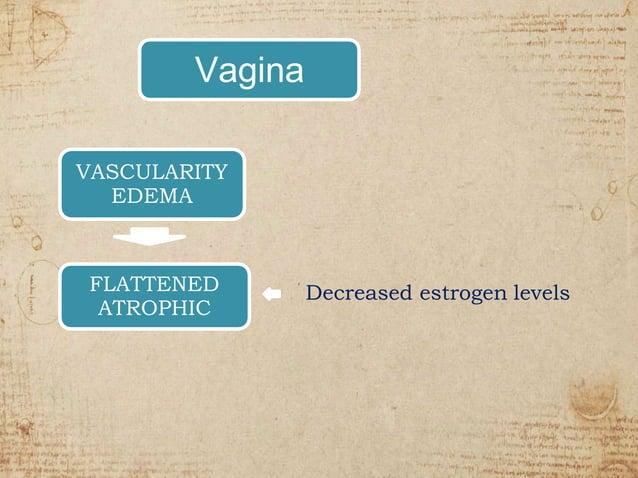 Vagina
VASCULARITY
EDEMA
FLATTENED
ATROPHIC
Decreased estrogen levels